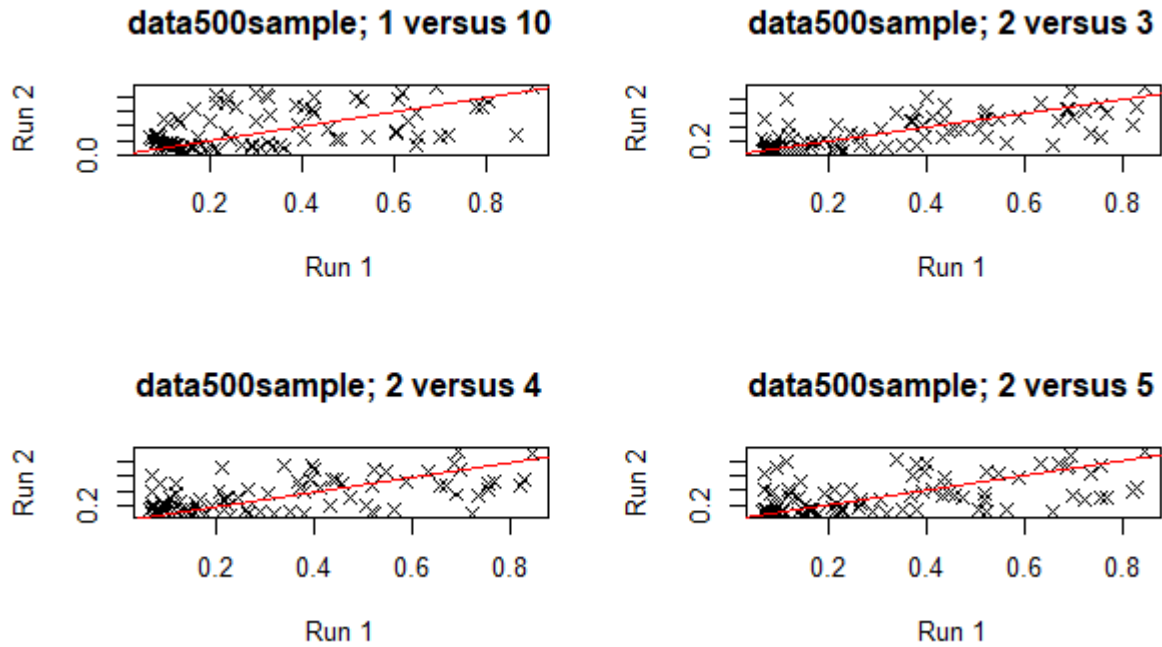 data500sample; 1 versus 10
Run 2
0.0
0.2 0.4 0.6 0.8
Run 1
data500sample; 2 versus 3
Run 2
0.2
0.2 0.4 0.6 0.8
Run 1
data500sample; 2 versus 4
Run 2
0.2
0.2 0.4 0.6 0.8
Run 1
data500sample; 2 versus 5
Run 2
0.2
0.2 0.4 0.6 0.8
Run 1